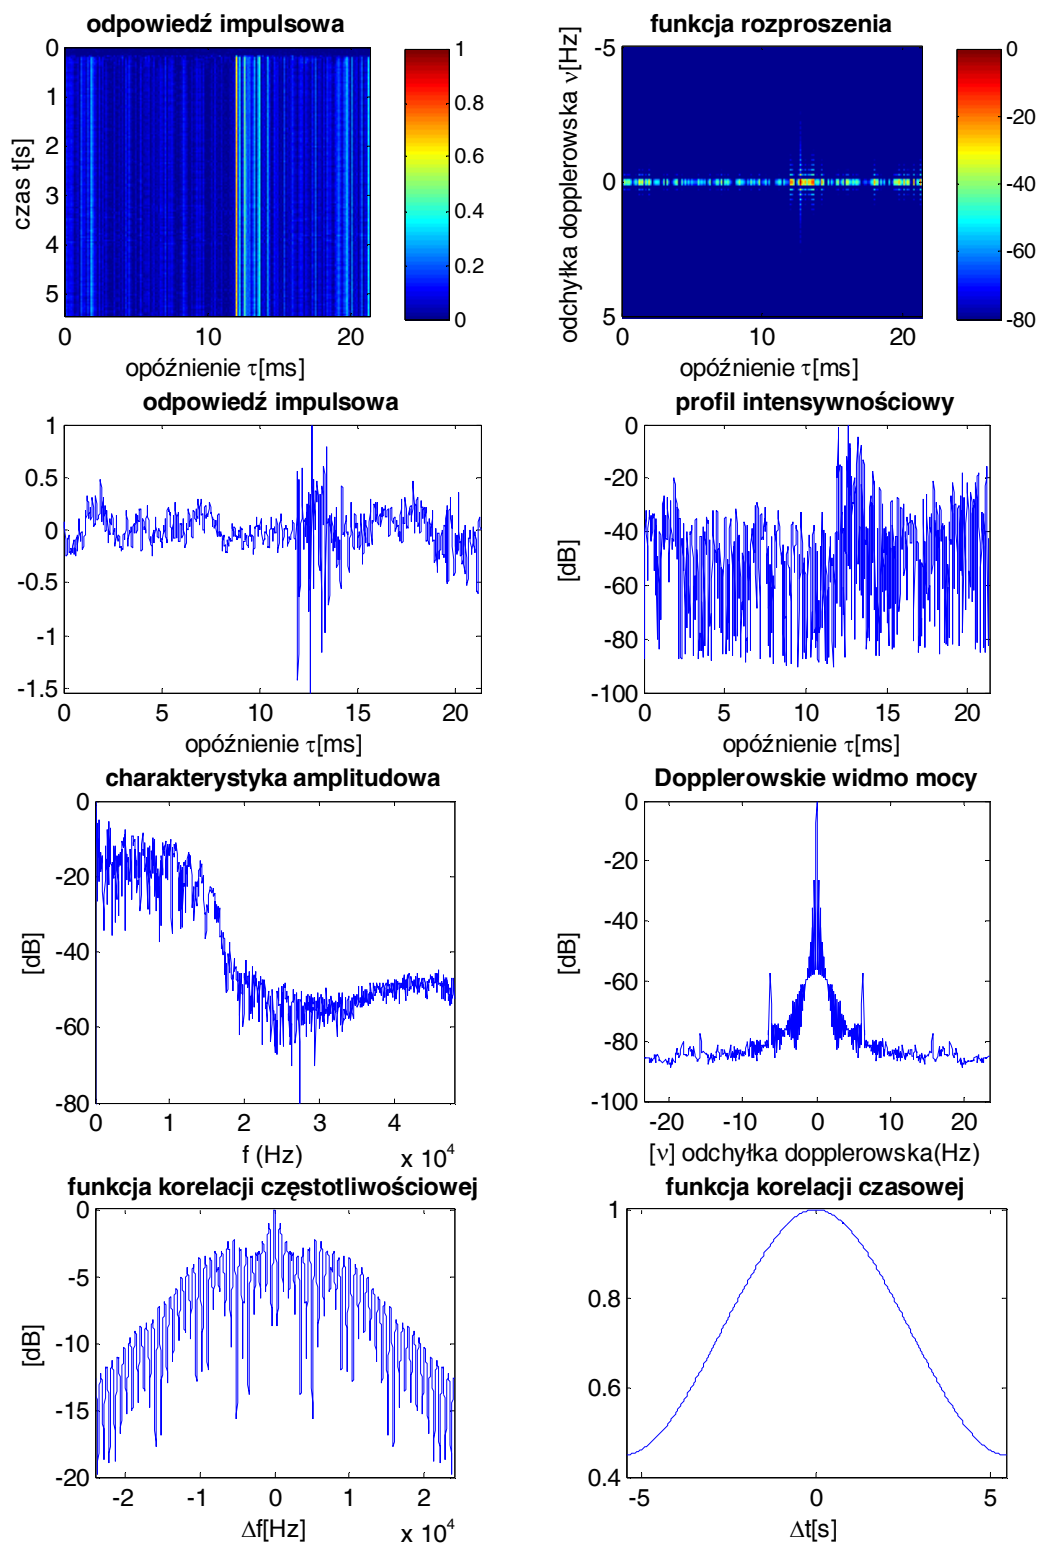 odpowiedź impulsowa
0
1
2
3
4
5
czas t[s]
0 10 20
opóźnienie τ[ms]
1
0.8
0.6
0.4
0.2
0
funkcja rozproszenia
-5
0
5
odchyłka dopplerowska ν[Hz]
0 10 20
opóźnienie τ[ms]
0
-20
-40
-60
-80
odpowiedź impulsowa
1
0.5
0
-0.5
-1
-1.5
0 5 10 15 20
opóźnienie τ[ms]
profil intensywnościowy
0
-20
-40
-60
-80
-100
[dB]
0 5 10 15 20
opóźnienie τ[ms]
charakterystyka amplitudowa
0
-20
-40
-60
-80
[dB]
0 1 2 3 4
f (Hz)
x 10⁴
Dopplerowskie widmo mocy
0
-20
-40
-60
-80
-100
[dB]
-20 -10 0 10 20
[ν] odchyłka dopplerowska(Hz)
funkcja korelacji częstotliwościowej
0
-5
-10
-15
-20
[dB]
-2 -1 0 1 2
Δf[Hz]
x 10⁴
funkcja korelacji czasowej
1
0.8
0.6
0.4
-5 0 5
Δt[s]